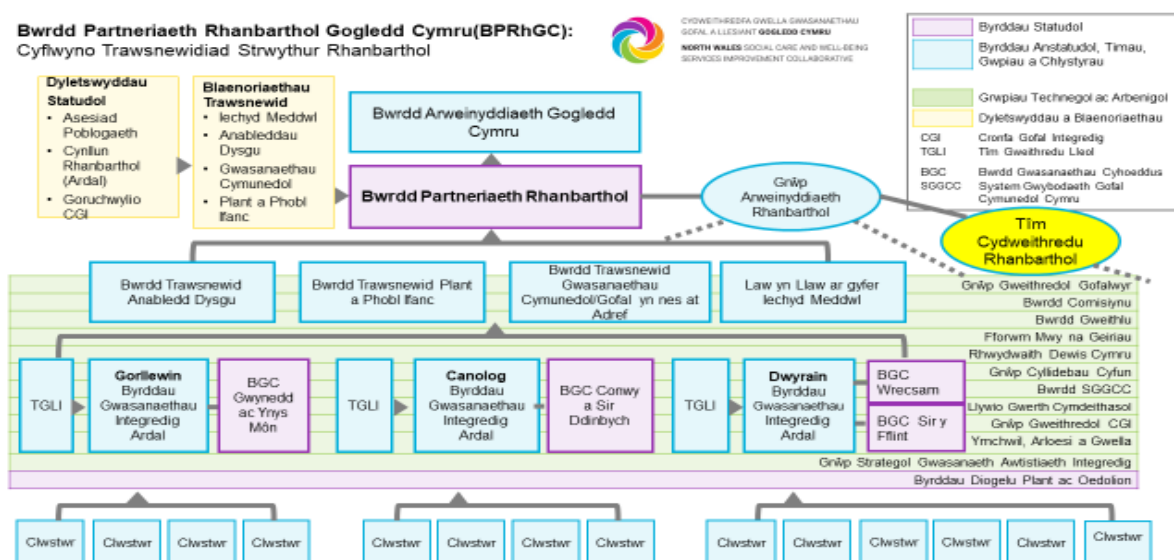 Bwrdd Partneriaeth Rhanbarthol Gogledd Cymru(BPRhGC):
Cyflwyno Trawsnewidiad Strwythur Rhanbarthol
CYDWEITHREDFA GWELLA GWASANAETHAU
GOFAL A LLESIANT GOGLEDD CYMRU
NORTH WALES SOCIAL CARE AND WELL-BEING
SERVICES IMPROVEMENT COLLABORATIVE
Byrddau Statudol
Byrddau Anstatudol, Timau,
Gwpiau a Chlystyrau
Grwpiau Technegol ac Arbenigol
Dyletswyddau a Blaenoriaethau
CGI Cronfa Gofal Integredig
TGLI Tîm Gweithredu Lleol
BGC Bwrdd Gwasanaethau Cyhoeddus
SGGCC System Gwybodaeth Gofal
Cymunedol Cymru
Dyletswyddau
Statudol
• Asesiad
Poblogaeth
• Cynllun
Rhanbarthol
(Ardal)
• Goruchwylio
CGI
Blaenoriaethau
Trawsnewid
• Iechyd Meddwl
• Anableddau
Dysgu
• Gwasanaethau
Cymunedol
• Plant a Phobl
Ifanc
Bwrdd Arweinyddiaeth Gogledd
Cymru
Bwrdd Partneriaeth Rhanbarthol
Grŵp
Arweinyddiaeth
Rhanbarthol
Tîm
Cydweithredu
Rhanbarthol
Bwrdd Trawsnewid
Anabledd Dysgu
Bwrdd Trawsnewid Plant
a Phobl Ifanc
Bwrdd Trawsnewid
Gwasanaethau
Cymunedol/Gofal yn nes at
Adref
Law yn Llaw ar gyfer
Iechyd Meddwl
Grŵp Gweithredol Gofalwyr
Bwrdd Comisiynu
Bwrdd Gweithlu
Fforwm Mwy na Geiriau
Rhwydwaith Dewis Cymru
Grŵp Cyllidebau Cyfun
Bwrdd SGGCC
Llywio Gwerth Cymdeithasol
Grŵp Gweithredol CGI
Ymchwil, Arloesi a Gwella
Grŵp Strategol Gwasanaeth Awtistiaeth Integredig
Byrddau Diogelu Plant ac Oedolion
TGLI
Gorllewin
Byrddau
Gwasanaethau
Integredig
Ardal
BGC
Gwynedd
ac Ynys
Môn
TGLI
Canolog
Byrddau
Gwasanaethau
Integredig
Ardal
BGC Conwy
a Sir
Ddinbych
TGLI
Dwyrain
Byrddau
Gwasanaethau
Integredig
Ardal
BGC
Wrecsam
BGC Sir y
Fflint
Clwstwr
Clwstwr
Clwstwr
Clwstwr
Clwstwr
Clwstwr
Clwstwr
Clwstwr
Clwstwr
Clwstwr
Clwstwr
Clwstwr
Clwstwr
Clwstwr